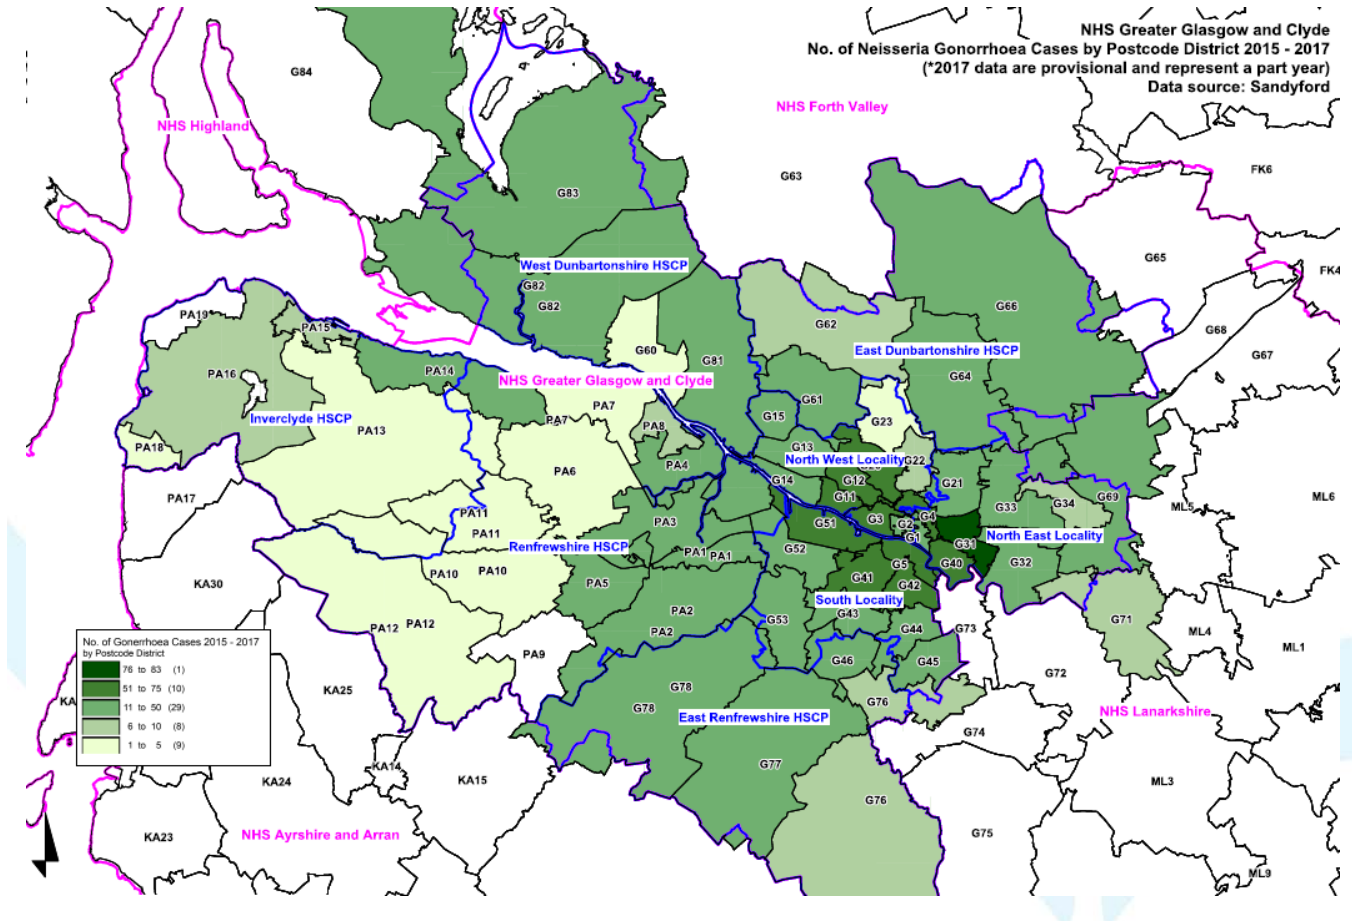 NHS Greater Glasgow and Clyde
No. of Neisseria Gonorrhoea Cases by Postcode District 2015 - 2017
(*2017 data are provisional and represent a part year)
Data source: Sandyford
G84
NHS Forth Valley
NHS Highland
FK6
G63
G83
G65
West Dunbartonshire HSCP
FK4
G82
G82
G66
PA19
PA15
G62
G68
G60
G81
East Dunbartonshire HSCP
G67
PA16
PA14
G64
NHS Greater Glasgow and Clyde
G61
PA7
Inverclyde HSCP
G15
G23
PA7
PA13
PA8
PA18
G13
North West Locality
G22
PA4
PA6
G12
G14
G21
PA17
G11
G69
ML6
G34
ML5
G33
PA11
G4
G3
PA3
G51
G2
PA11
G1
North East Locality
Renfrewshire HSCP
G31
PA1
PA1
G52
G40
G32
G5
PA10
PA10
G41
KA30
PA5
G42
South Locality
PA2
G43
G53
G71
PA12
PA12
G44
G73
PA2
ML4
PA9
ML1
G46
G45
G72
G78
KA25
G76
G78
East Renfrewshire HSCP
NHS Lanarkshire
G74
KA
G77
KA14
KA24
KA15
ML3
G76
G75
KA23
NHS Ayrshire and Arran
ML9
No. of Gonerrhoea Cases 2015 - 2017
by Postcode District
76 to 83 (1)
51 to 75 (10)
11 to 50 (29)
6 to 10 (8)
1 to 5 (9)